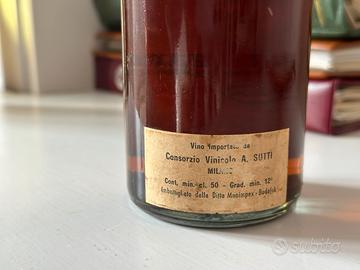 Vino importato da
Consorzio Vinicolo A. SUTTI
MILANO
Cont. min. cl. 50 - Grad. min. 12°
Imbottigliato dalla Ditta Monimpex - Budafok
subito